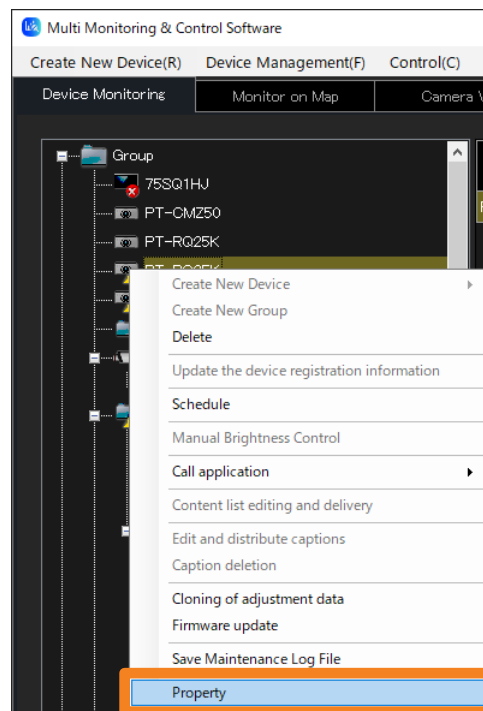 Multi Monitoring & Control Software
Create New Device(R) Device Management(F) Control(C)
Device Monitoring Monitor on Map Camera
Group
75SQ1HJ
PT-CMZ50
PT-RQ25K
Create New Device
Create New Group
Delete
Update the device registration information
Schedule
Manual Brightness Control
Call application
Content list editing and delivery
Edit and distribute captions
Caption deletion
Cloning of adjustment data
Firmware update
Save Maintenance Log File
Property